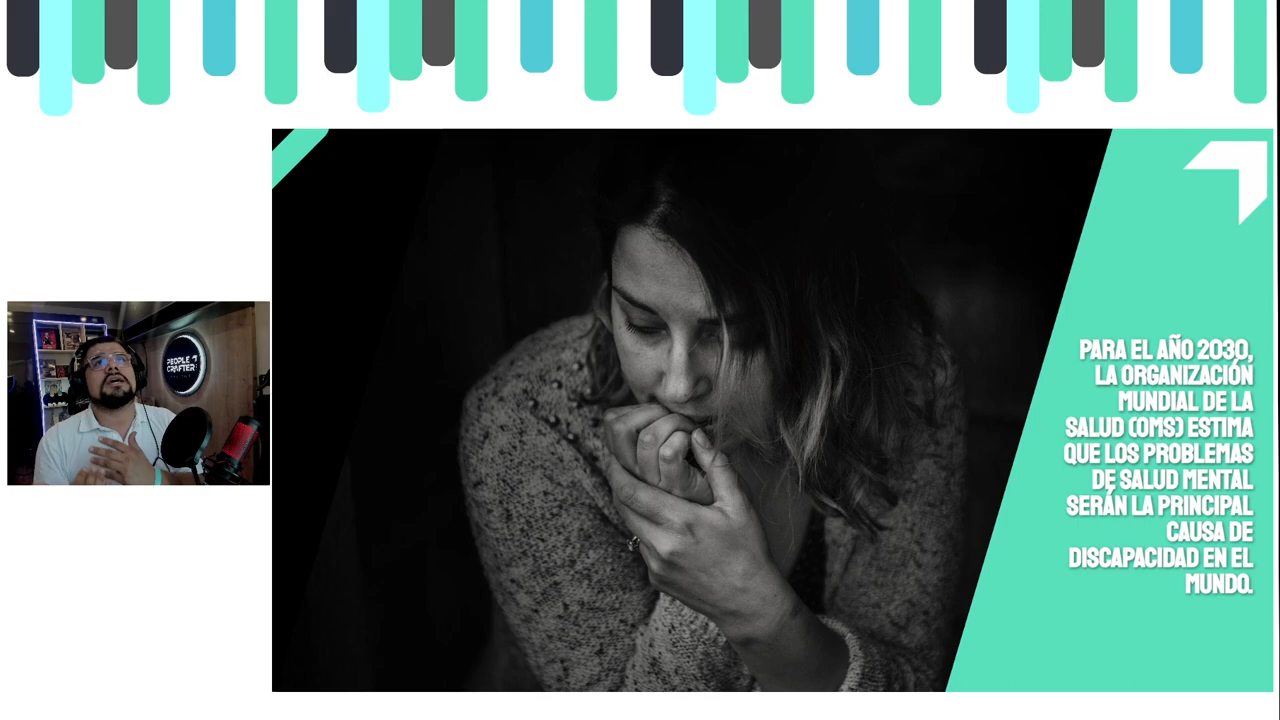 PEOPLE
CRAFTER
PARA EL AÑO 2030,
LA ORGANIZACIÓN
MUNDIAL DE LA
SALUD (OMS) ESTIMA
QUE LOS PROBLEMAS
DE SALUD MENTAL
SERÁN LA PRINCIPAL
CAUSA DE
DISCAPACIDAD EN EL
MUNDO.